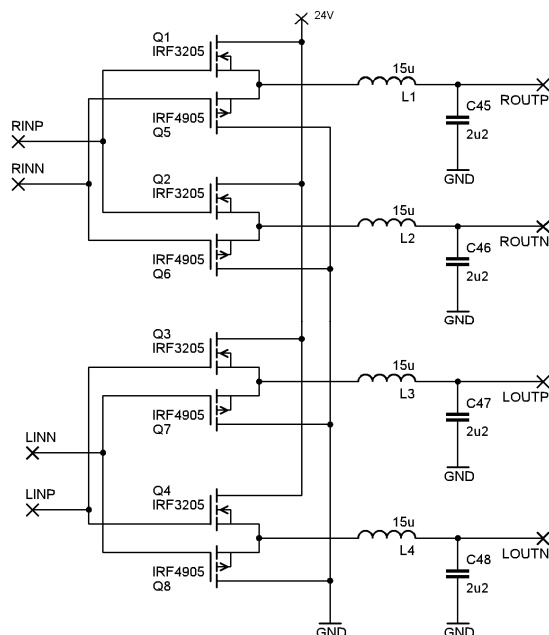 24V
Q1
IRF3205
15u
L1
ROUTP
C45
2u2
GND
IRF4905
Q5
RINP
RINN
Q2
IRF3205
15u
L2
ROUTN
C46
2u2
GND
IRF4905
Q6
Q3
IRF3205
15u
L3
LOUTP
C47
2u2
GND
IRF4905
Q7
LINN
LINP
Q4
IRF3205
15u
L4
LOUTN
C48
2u2
GND
IRF4905
Q8
GND